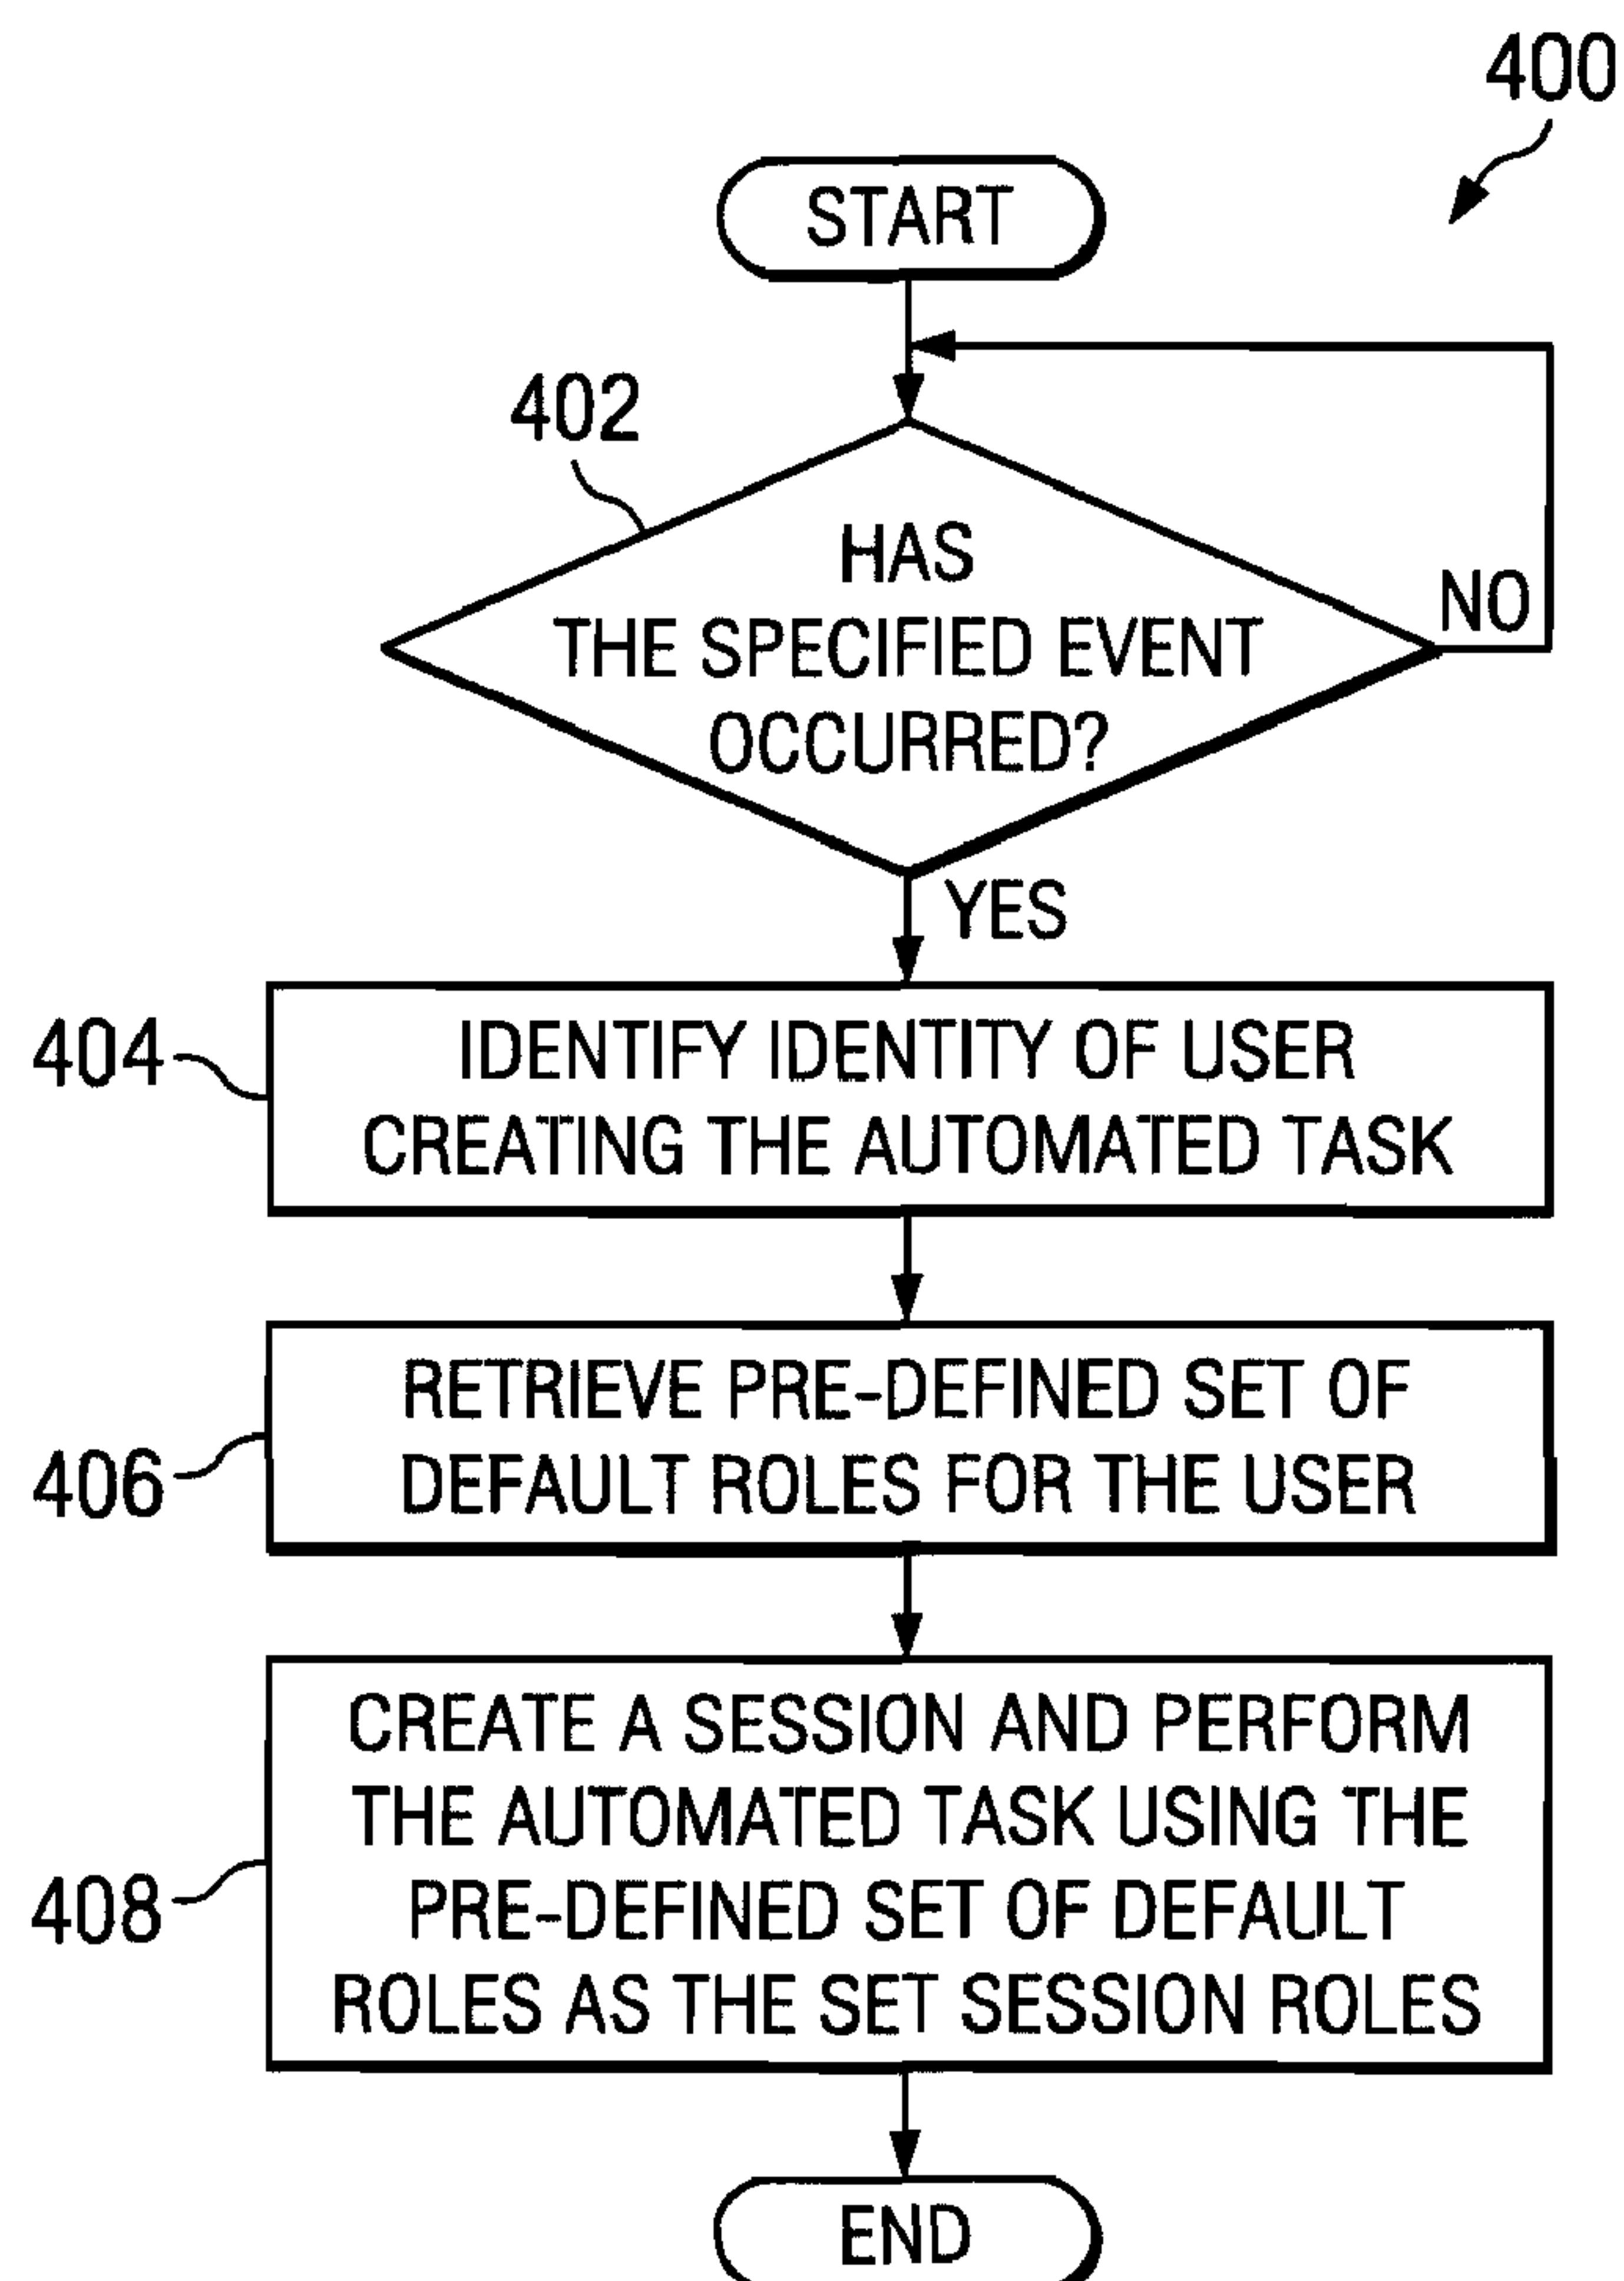 400
START
402
HAS
THE SPECIFIED EVENT
OCCURRED?
NO
YES
404
IDENTIFY IDENTITY OF USER
CREATING THE AUTOMATED TASK
406
RETRIEVE PRE-DEFINED SET OF
DEFAULT ROLES FOR THE USER
408
CREATE A SESSION AND PERFORM
THE AUTOMATED TASK USING THE
PRE-DEFINED SET OF DEFAULT
ROLES AS THE SET SESSION ROLES
END